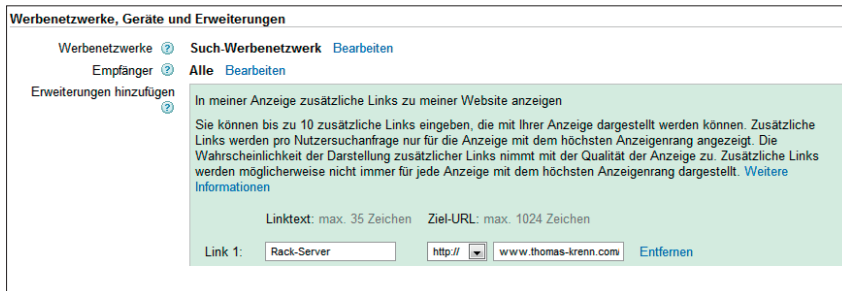 Werbenetzwerke, Geräte und Erweiterungen
Werbenetzwerke ? Such-Werbenetzwerk Bearbeiten
Empfänger ? Alle Bearbeiten
Erweiterungen hinzufügen ?
In meiner Anzeige zusätzliche Links zu meiner Website anzeigen
Sie können bis zu 10 zusätzliche Links eingeben, die mit Ihrer Anzeige dargestellt werden können. Zusätzliche
Links werden pro Nutzersuchanfrage nur für die Anzeige mit dem höchsten Anzeigenrang angezeigt. Die
Wahrscheinlichkeit der Darstellung zusätzlicher Links nimmt mit der Qualität der Anzeige zu. Zusätzliche Links
werden möglicherweise nicht immer für jede Anzeige mit dem höchsten Anzeigenrang dargestellt. Weitere
Informationen
Linktext: max. 35 Zeichen Ziel-URL: max. 1024 Zeichen
Link 1: Rack-Server http:// www.thomas-krenn.com/ Entfernen